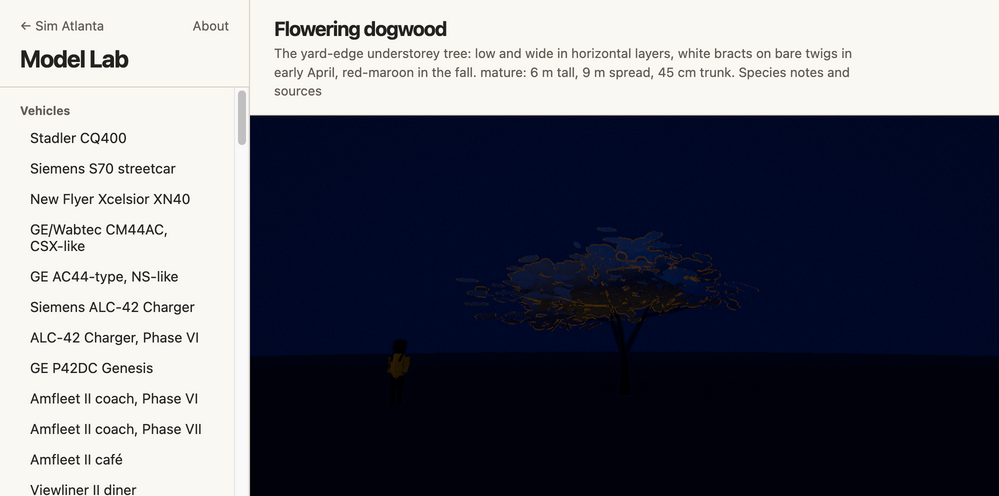 ← Sim Atlanta
About
Model Lab
Vehicles
Stadler CQ400
Siemens S70 streetcar
New Flyer Xcelsior XN40
GE/Wabtec CM44AC,
CSX-like
GE AC44-type, NS-like
Siemens ALC-42 Charger
ALC-42 Charger, Phase VI
GE P42DC Genesis
Amfleet II coach, Phase VI
Amfleet II coach, Phase VII
Amfleet II café
Viewliner II diner
Flowering dogwood
The yard-edge understorey tree: low and wide in horizontal layers, white bracts on bare twigs in
early April, red-maroon in the fall. mature: 6 m tall, 9 m spread, 45 cm trunk. Species notes and
sources